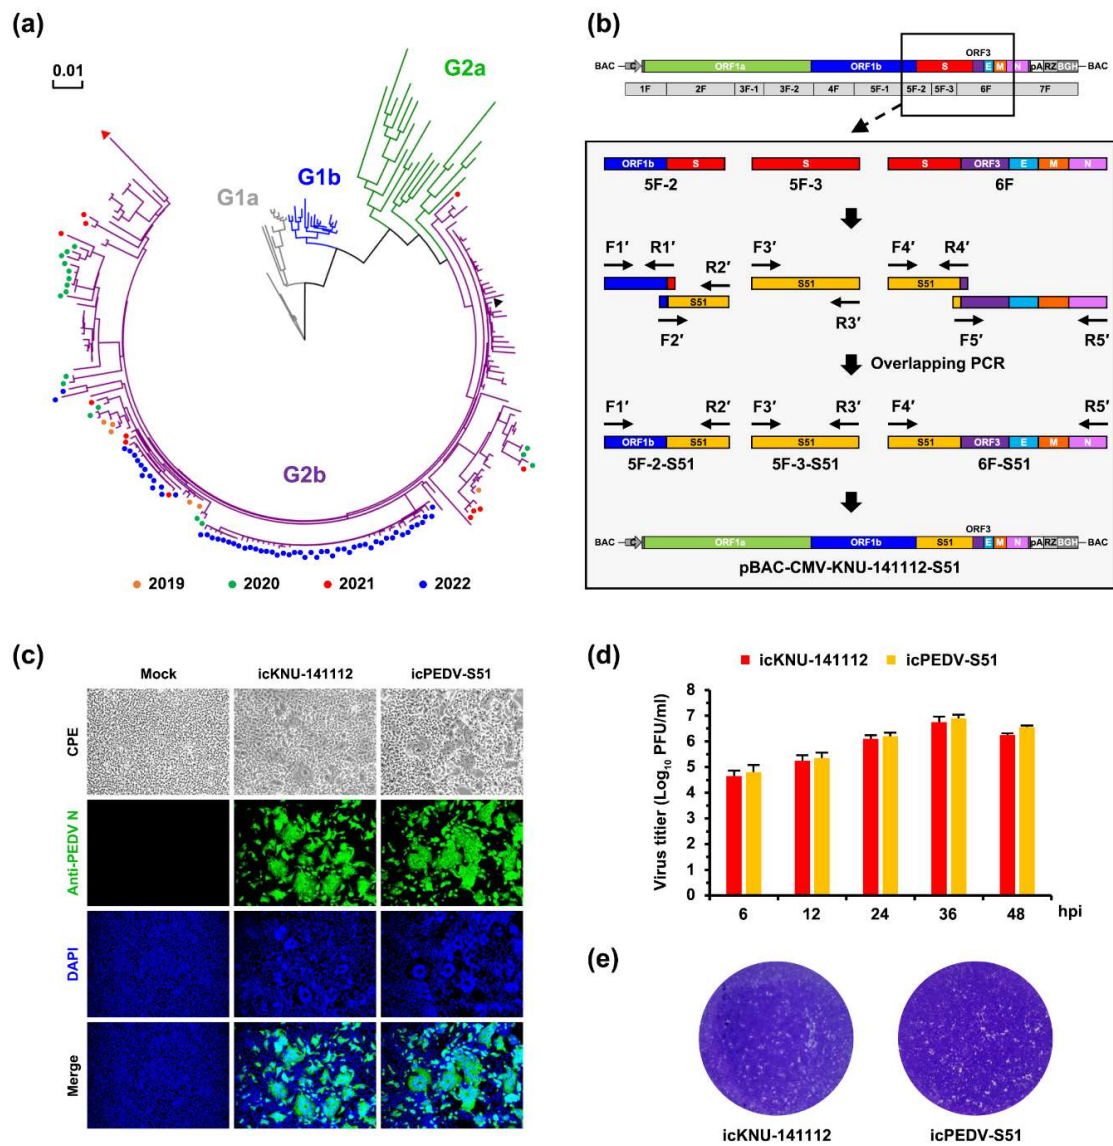 (a)
0.01
G2a
G1b
G1a
G2b
2019 2020 2021 2022
(b)
ORF3
BAC C ORF1a ORF1b S E M N pA RZ BGH BAC
1F 2F 3F-1 3F-2 4F 5F-1 5F-2 5F-3 6F 7F
ORF1b S S S ORF3 E M N
5F-2 5F-3 6F
F1′ R1′ R2′ F3′ F4′ R4′
S51 S51
S51
F2′ R3′ F5′ R5′
Overlapping PCR
F1′ R2′ F3′ R3′ F4′ R5′
ORF1b S51 S51 S51 ORF3 E M N
5F-2-S51 5F-3-S51 6F-S51
ORF3
BAC C ORF1a ORF1b S51 E M N pA RZ BGH BAC
pBAC-CMV-KNU-141112-S51
(c)
Mock icKNU-141112 icPEDV-S51
CPE
Anti-PEDV N
DAPI
Merge
(d)
icKNU-141112 icPEDV-S51
Virus titier (Log10 PFU/ml)
8
7
6
5
4
3
2
1
0
6 12 24 36 48 hpi
(e)
icKNU-141112 icPEDV-S51